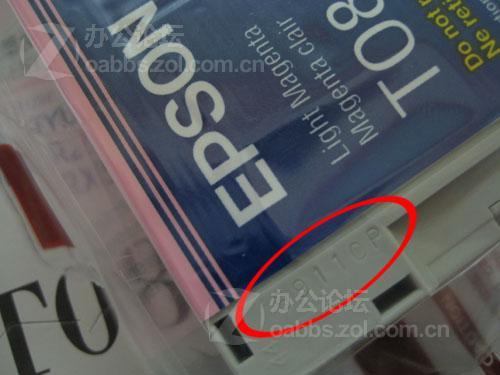 办公论坛
oabbs.zol.com.cn
EPSON
Light Magenta
Magenta clair
T08
Do not
Ne reti
911CP
TO
办公论坛
oabbs.zol.com.cn